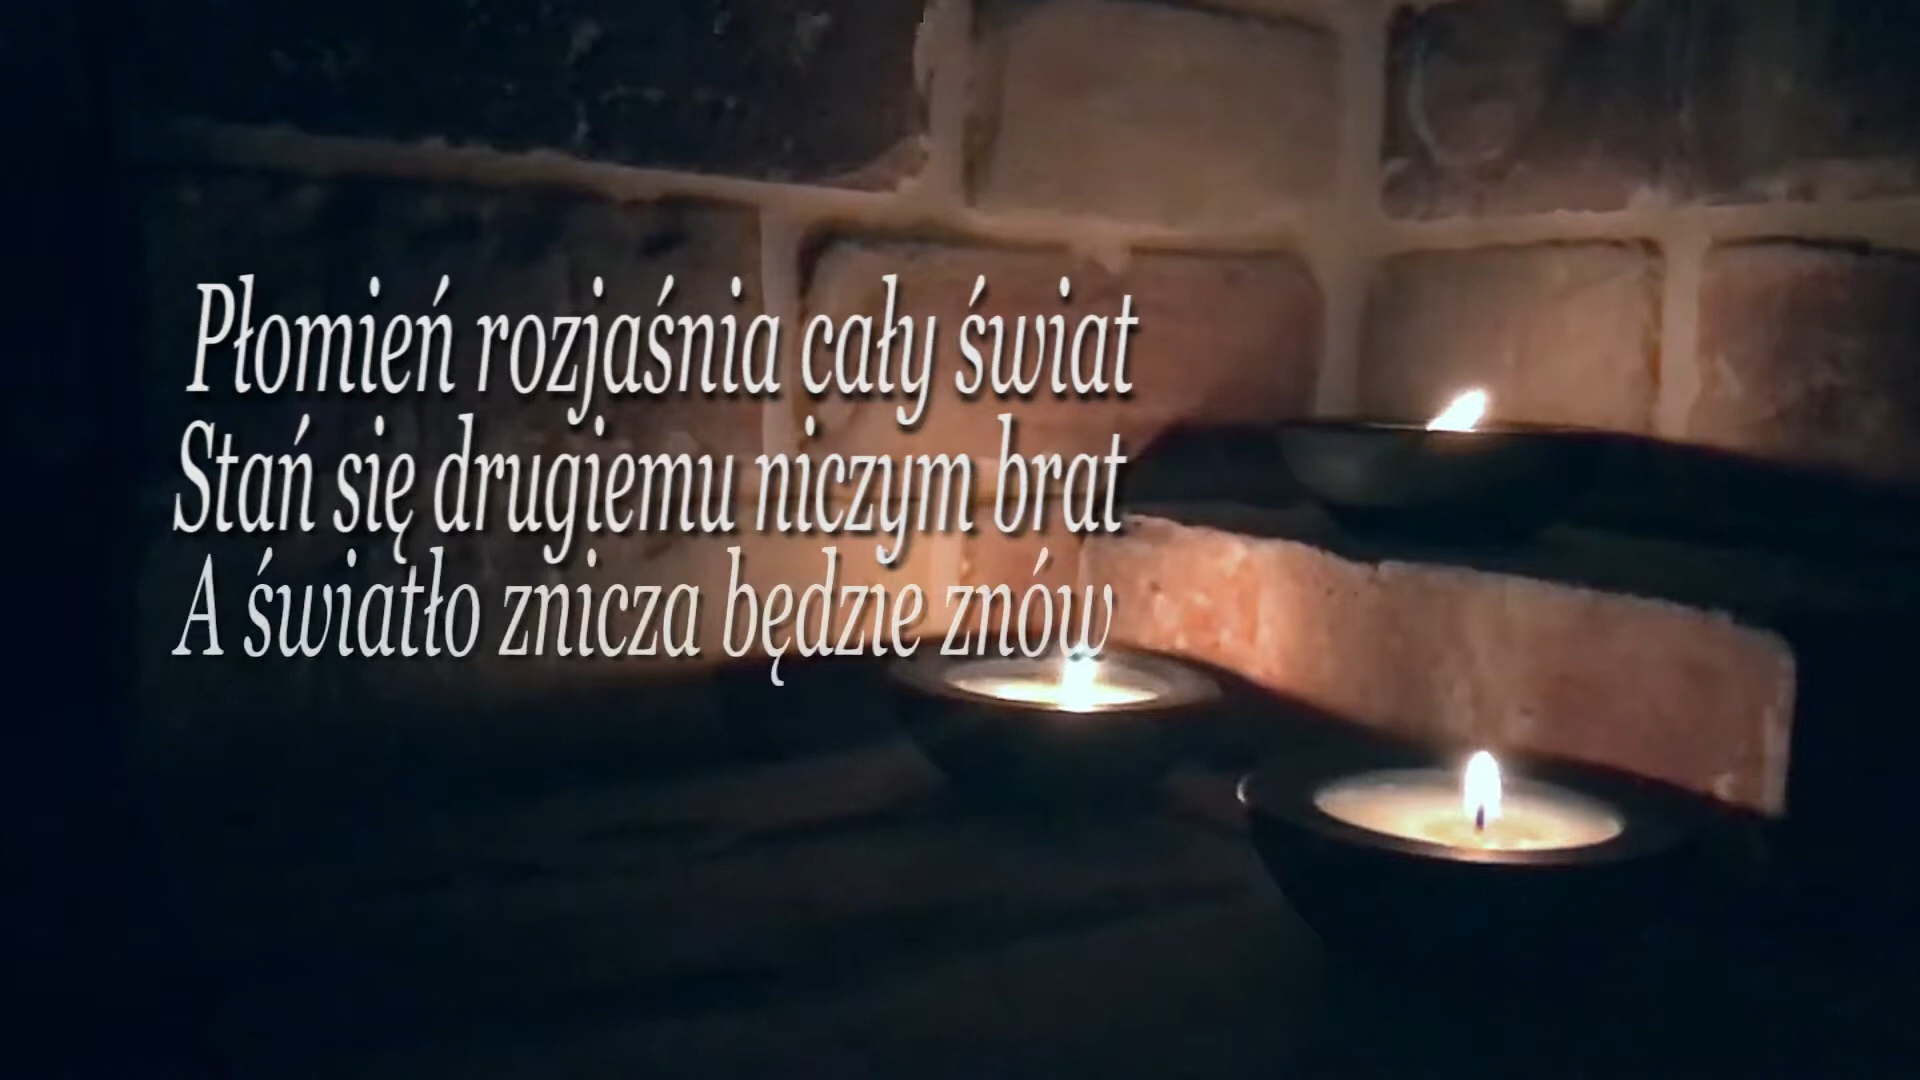 Płomień rozjaśnia cały świat
Stań się drugiemu niczym brat
A światło znicza będzie znów